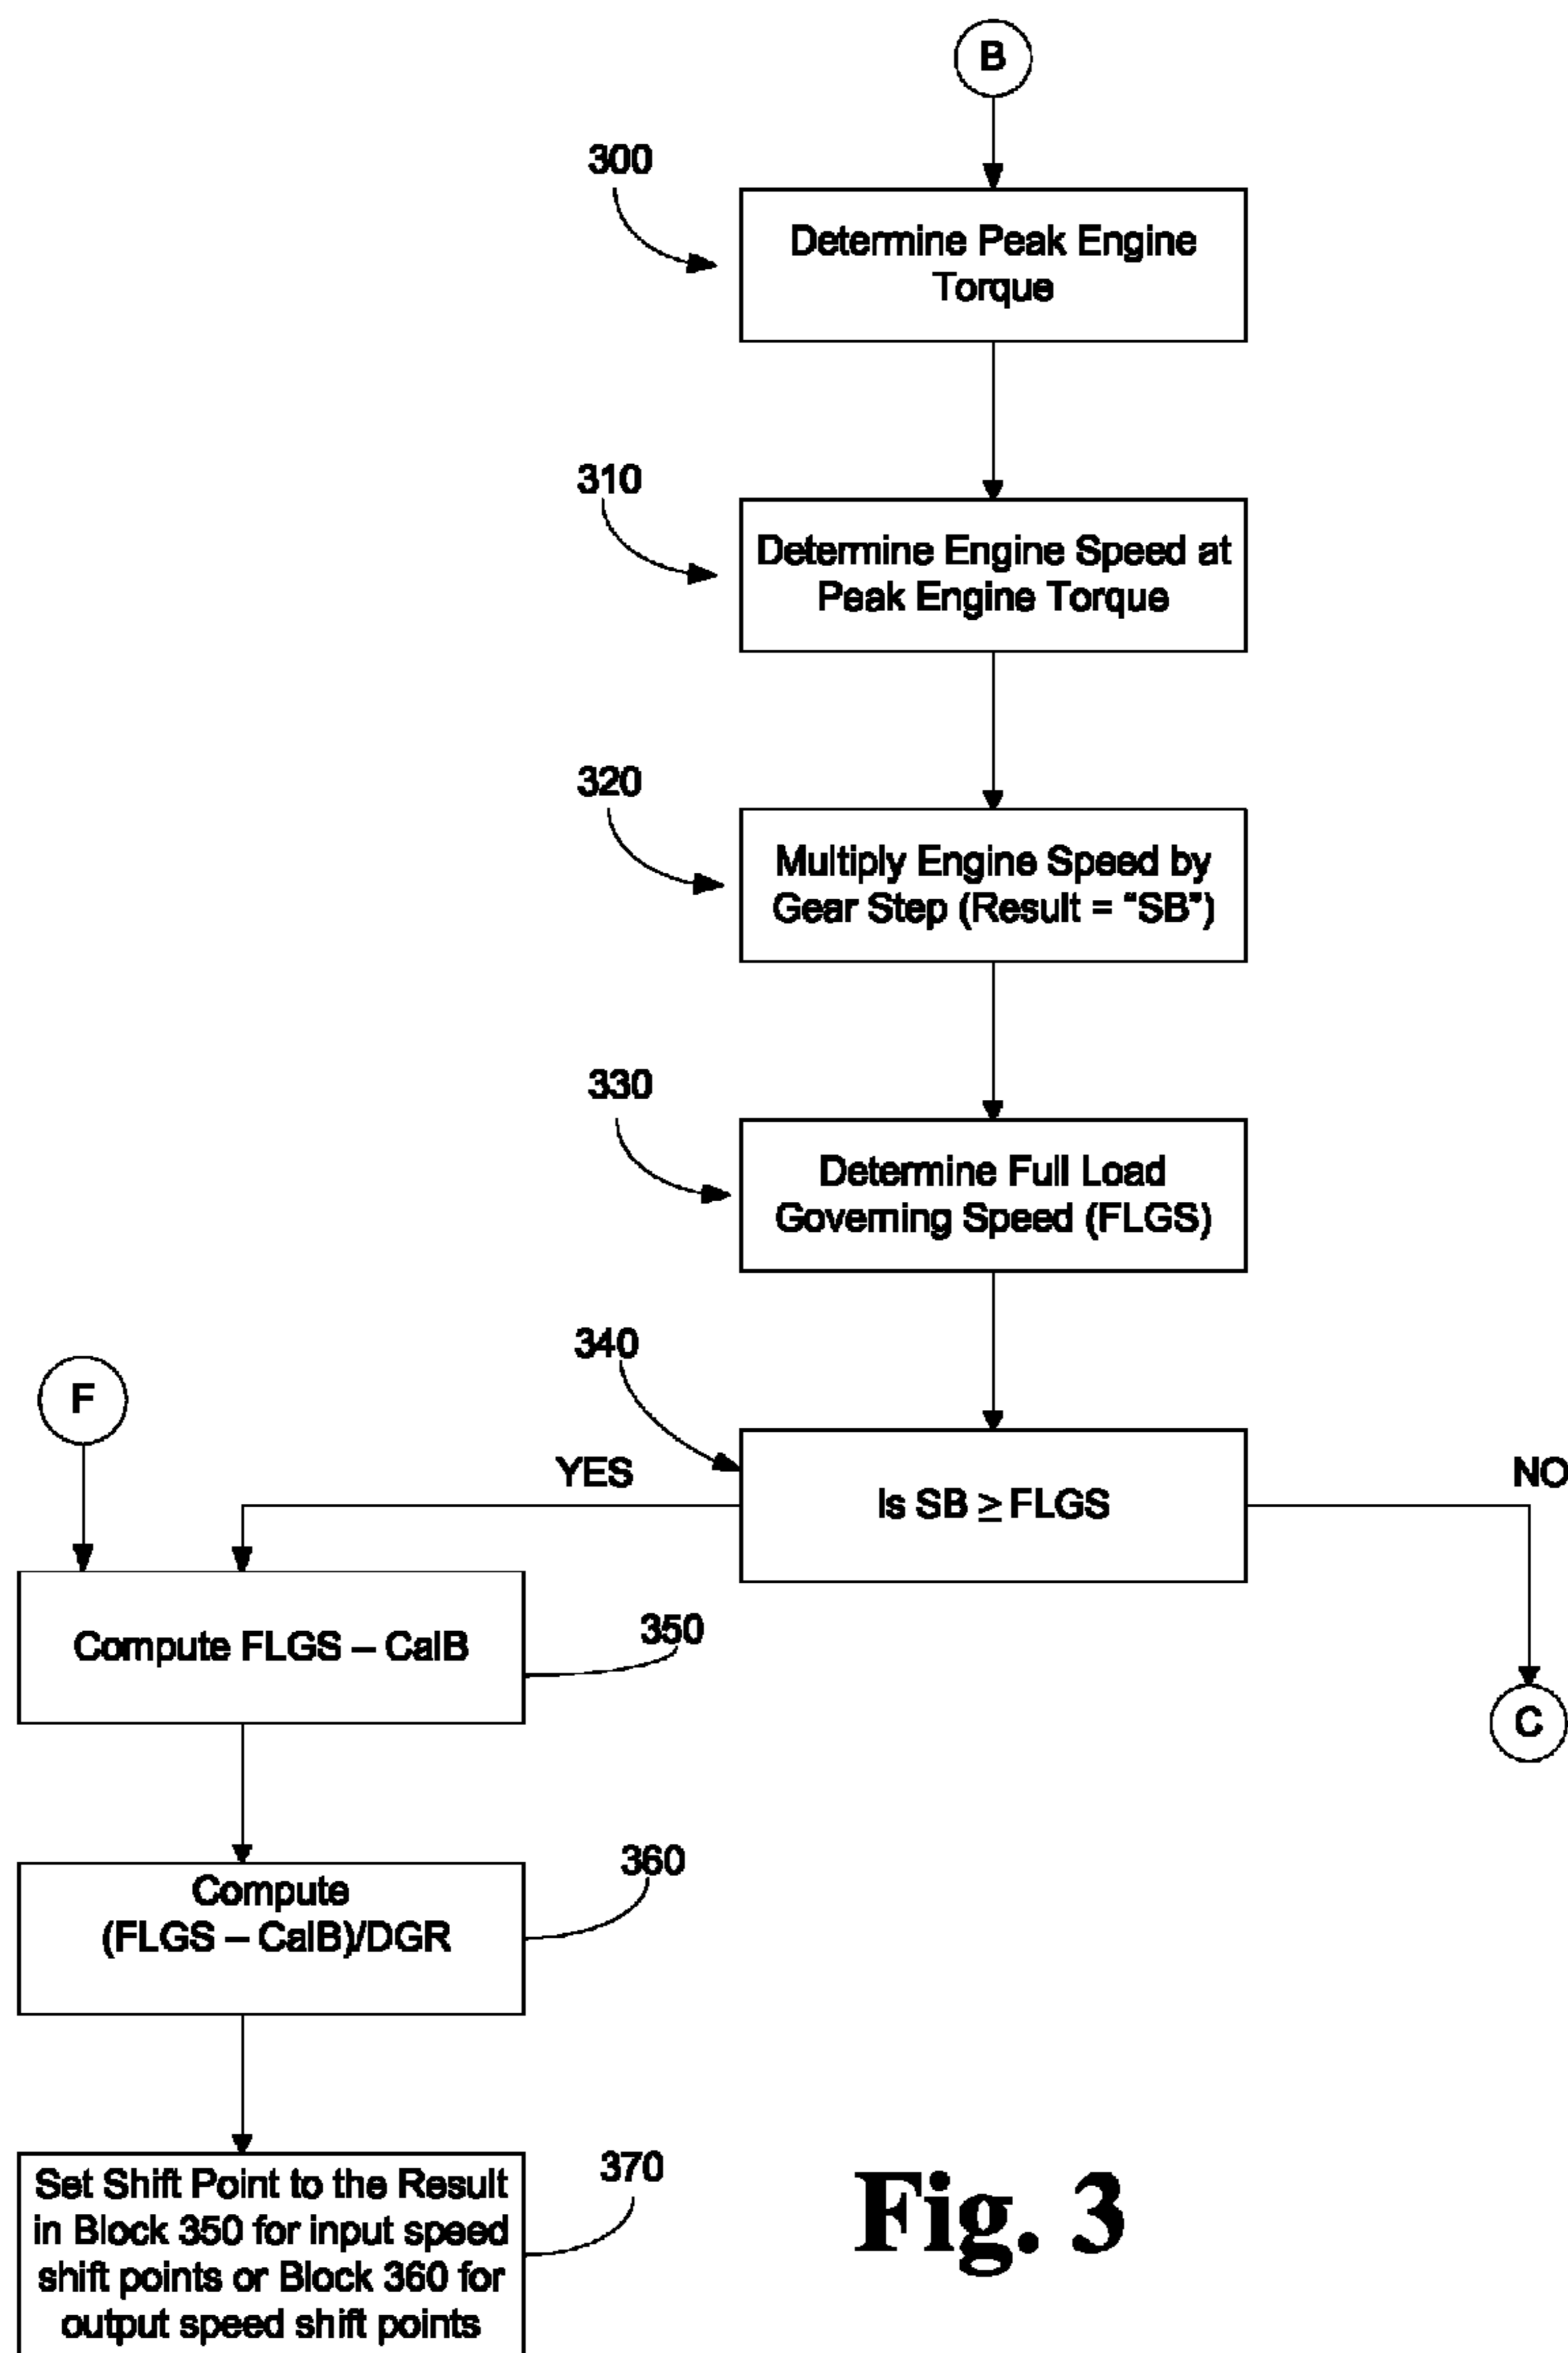 B
300
Determine Peak Engine
Torque
310
Determine Engine Speed at
Peak Engine Torque
320
Multiply Engine Speed by
Gear Step (Result = “SB”)
330
Determine Full Load
Governing Speed (FLGS)
340
F
YES
Is SB ≥ FLGS
NO
Compute FLGS – CalB
350
C
360
Compute
(FLGS – CalB)/DGR
370
Set Shift Point to the Result
in Block 350 for input speed
shift points or Block 360 for
output speed shift points
Fig. 3